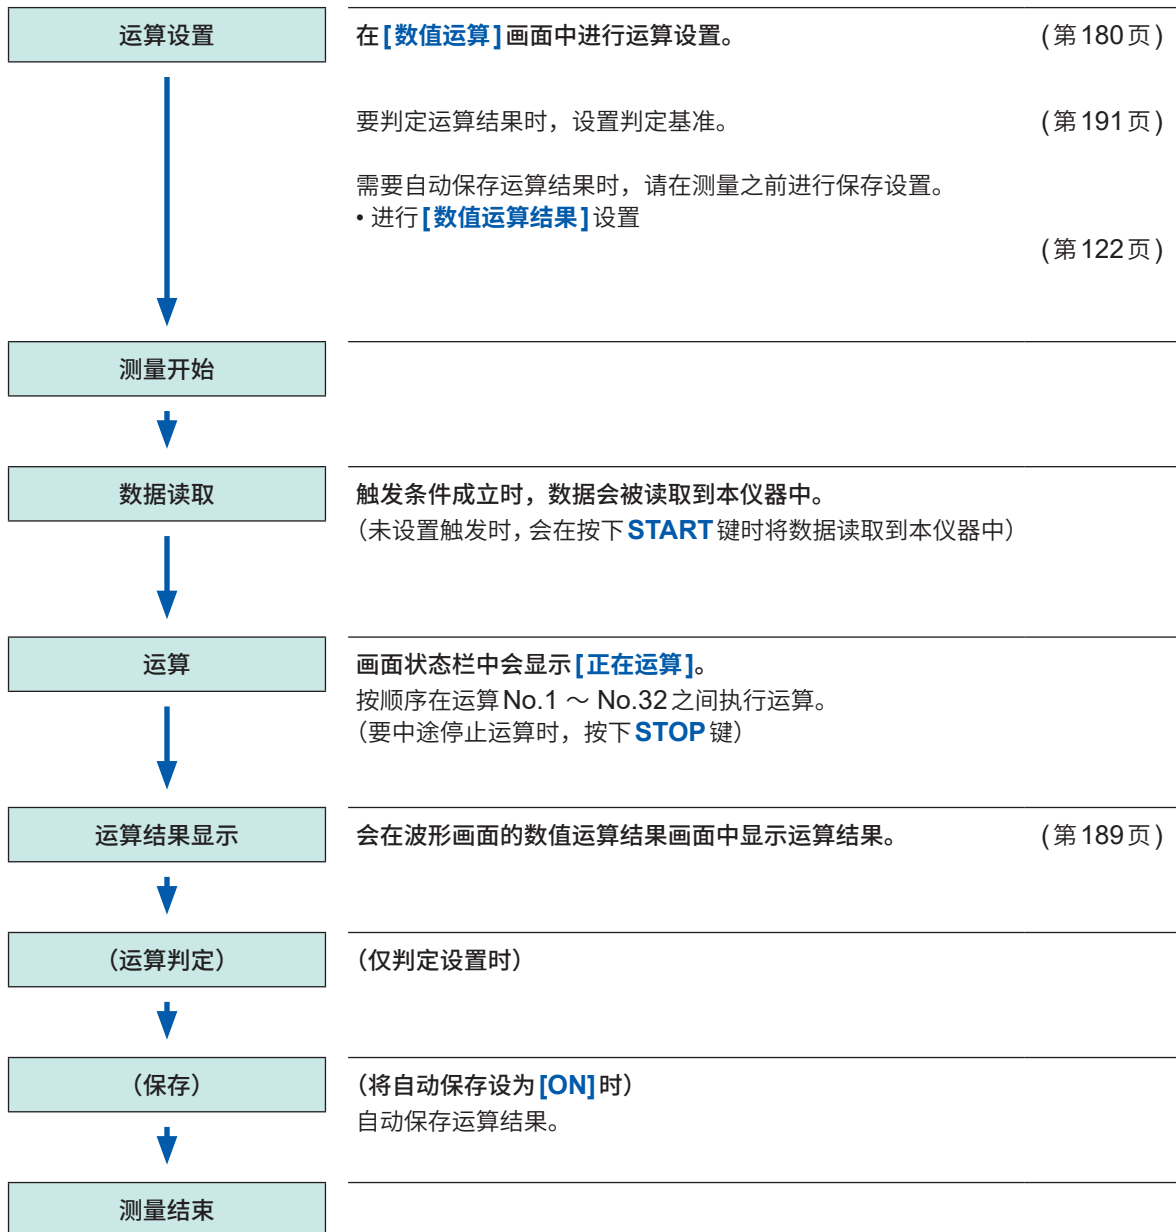 运算设置
在[数值运算]画面中进行运算设置。 (第180页)
要判定运算结果时，设置判定基准。 (第191页)
需要自动保存运算结果时，请在测量之前进行保存设置。
• 进行[数值运算结果]设置
(第122页)
测量开始
数据读取
触发条件成立时，数据会被读取到本仪器中。
（未设置触发时，会在按下START键时将数据读取到本仪器中）
运算
画面状态栏中会显示[正在运算]。
按顺序在运算No.1 ～ No.32之间执行运算。
（要中途停止运算时，按下STOP键）
运算结果显示
会在波形画面的数值运算结果画面中显示运算结果。 (第189页)
（运算判定）
（仅判定设置时）
（保存）
（将自动保存设为[ON]时）
自动保存运算结果。
测量结束